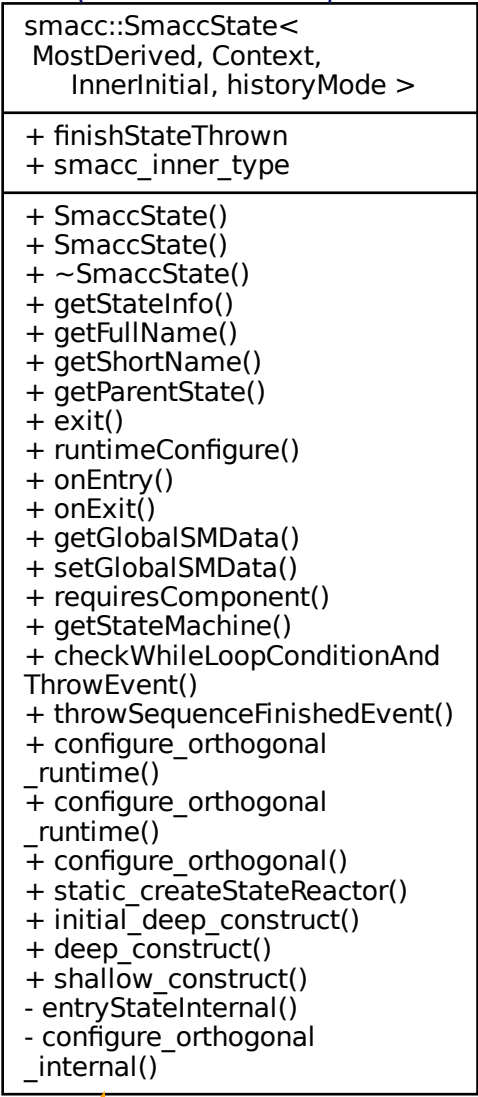 smacc::SmaccState<
MostDerived, Context,
InnerInitial, historyMode >
+ finishStateThrown
+ smacc_inner_type
+ SmaccState()
+ SmaccState()
+ ~SmaccState()
+ getStateInfo()
+ getFullName()
+ getShortName()
+ getParentState()
+ exit()
+ runtimeConfigure()
+ onEntry()
+ onExit()
+ getGlobalSMData()
+ setGlobalSMData()
+ requiresComponent()
+ getStateMachine()
+ checkWhileLoopConditionAnd
ThrowEvent()
+ throwSequenceFinishedEvent()
+ configure_orthogonal
_runtime()
+ configure_orthogonal
_runtime()
+ configure_orthogonal()
+ static_createStateReactor()
+ initial_deep_construct()
+ deep_construct()
+ shallow_construct()
- entryStateInternal()
- configure_orthogonal
_internal()